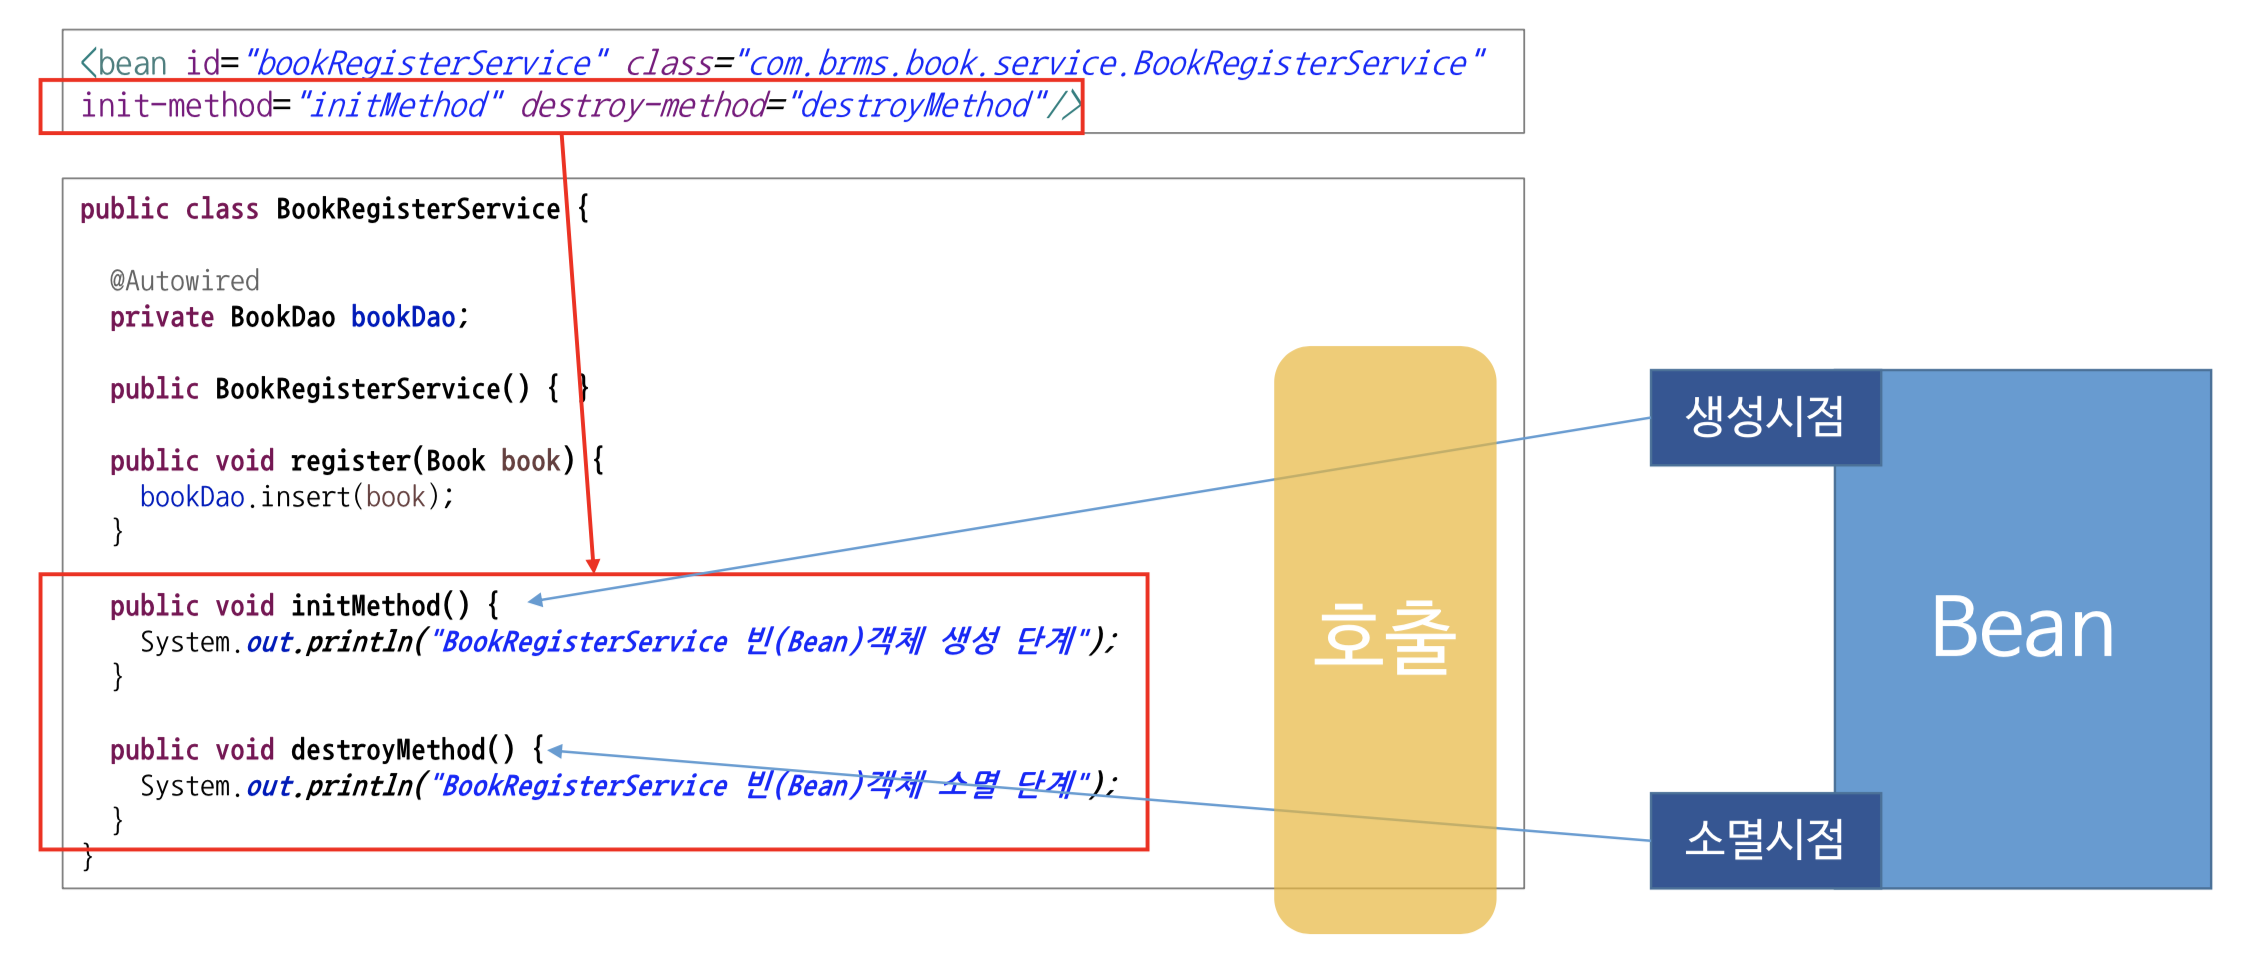 <bean id="bookRegisterService" class="com.brms.book.service.BookRegisterService"
init-method="initMethod" destroy-method="destroyMethod"/>
public class BookRegisterService {
@Autowired
private BookDao bookDao;
public BookRegisterService() { }
public void register(Book book) {
bookDao.insert(book);
}
public void initMethod() {
System.out.println("BookRegisterService 빈(Bean)객체 생성 단계");
}
public void destroyMethod() {
System.out.println("BookRegisterService 빈(Bean)객체 소멸 단계");
}
}
호출
생성시점
Bean
소멸시점